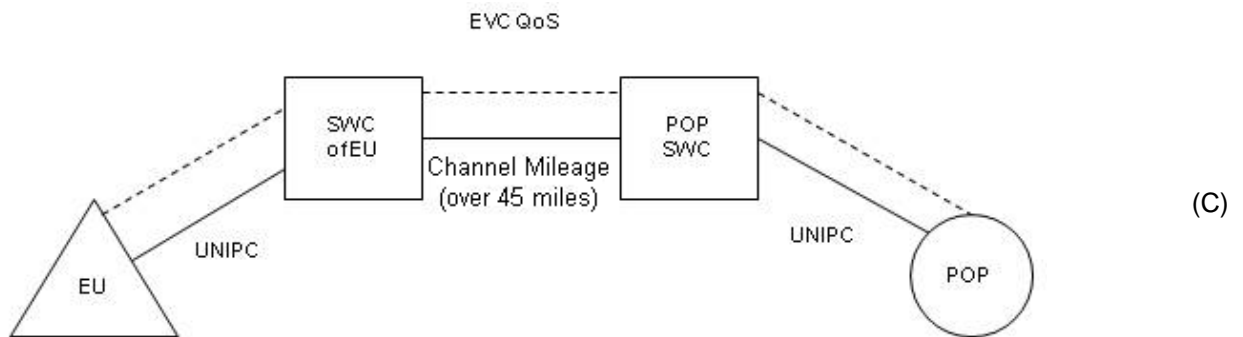 EVC QoS
SWC
ofEU
POP
SWC
Channel Mileage
(over 45 miles)
(C)
UNIPC
UNIPC
EU
POP